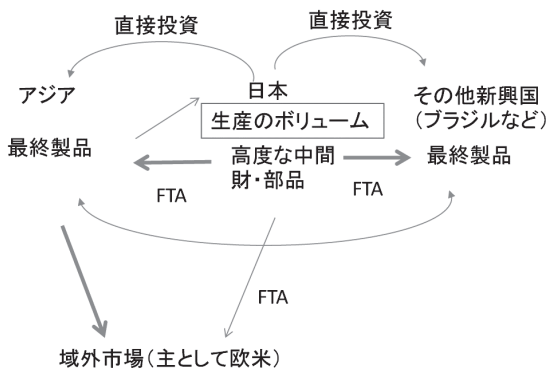 直接投資
直接投資
アジア
日本
その他新興国
（ブラジルなど）
生産のボリューム
最終製品
高度な中間
財・部品
最終製品
FTA
FTA
FTA
域外市場（主として欧米）